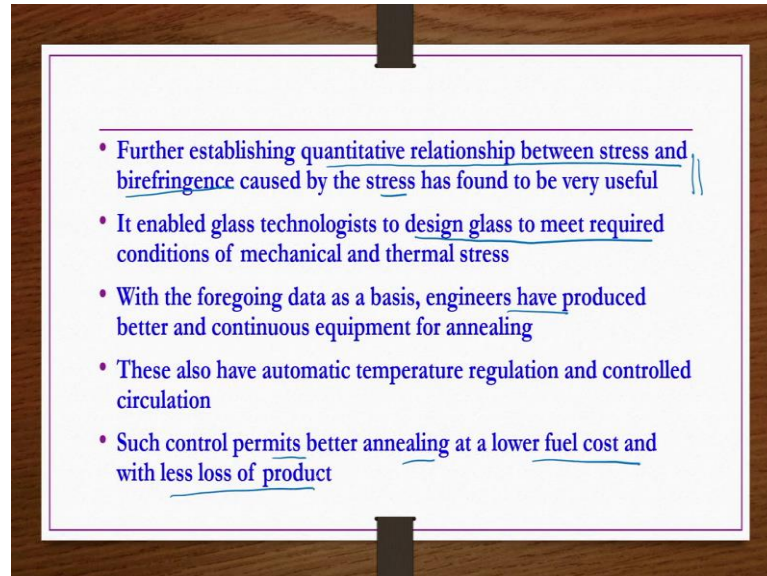 • Further establishing quantitative relationship between stress and
birefringence caused by the stress has found to be very useful
• It enabled glass technologists to design glass to meet required
conditions of mechanical and thermal stress
• With the foregoing data as a basis, engineers have produced
better and continuous equipment for annealing
• These also have automatic temperature regulation and controlled
circulation
• Such control permits better annealing at a lower fuel cost and
with less loss of product